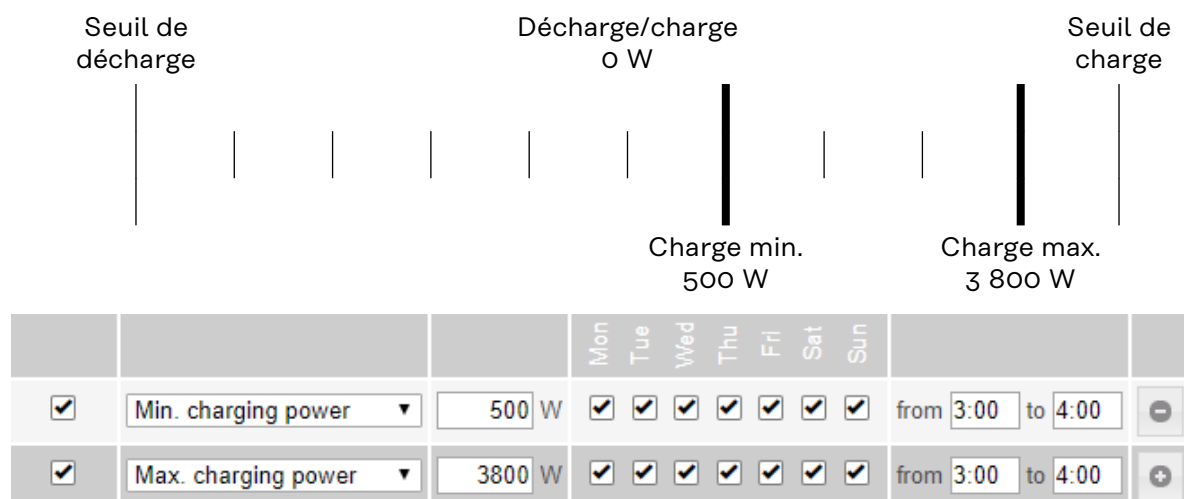 Seuil de
décharge
Décharge/charge
0 W
Seuil de
charge
Charge min.
500 W
Charge max.
3 800 W
Mon Tue Wed Thu Fri Sat Sun
Min. charging power 500 W from 3:00 to 4:00
Max. charging power 3800 W from 3:00 to 4:00